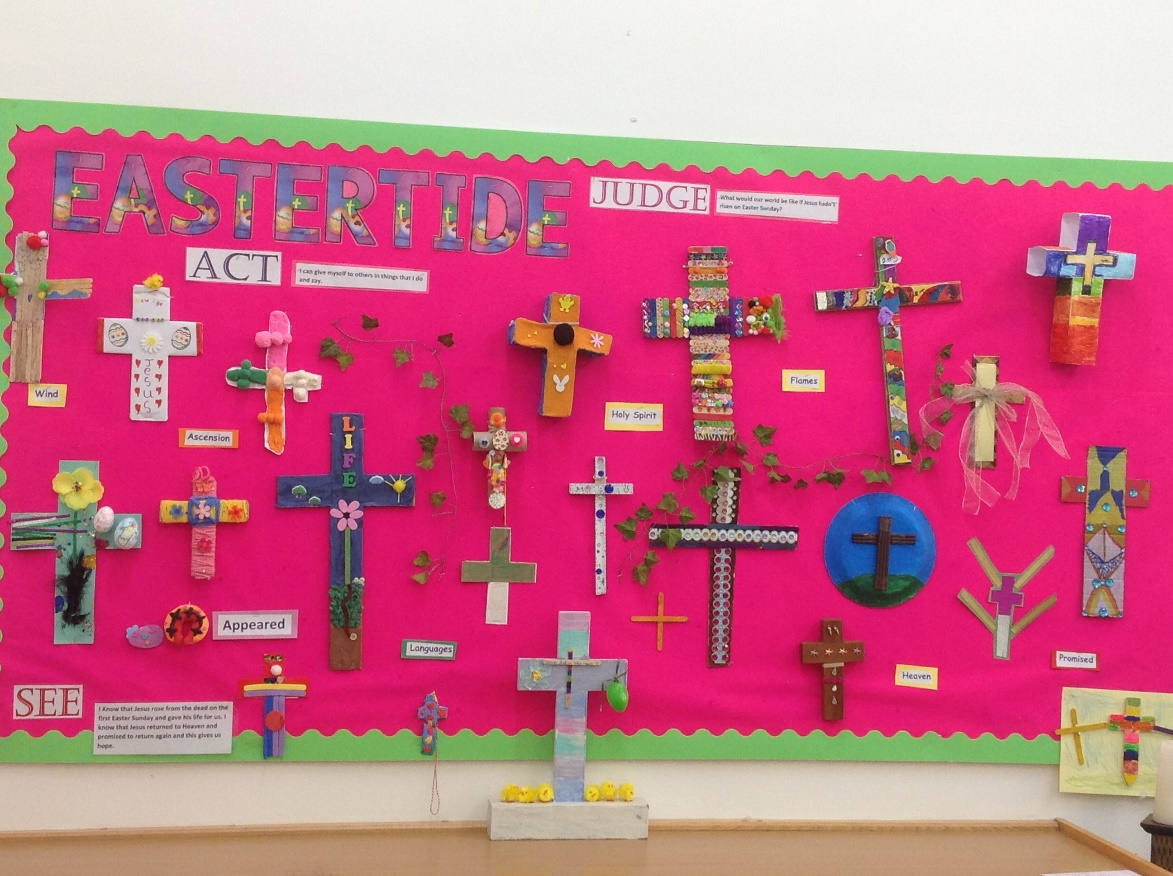 EASTERTIDE
JUDGE
What would our world be like if Jesus hadn't
risen on Easter Sunday?
ACT
I can give myself to others in things that I do
and say.
Wind
Jesus
Flames
Holy Spirit
Ascension
LIFE
Appeared
Languages
Heaven
Promised
SEE
I Know that Jesus rose from the dead on the
first Easter Sunday and gave his life for us. I
know that Jesus returned to Heaven and
promised to return again and this gives us
hope.